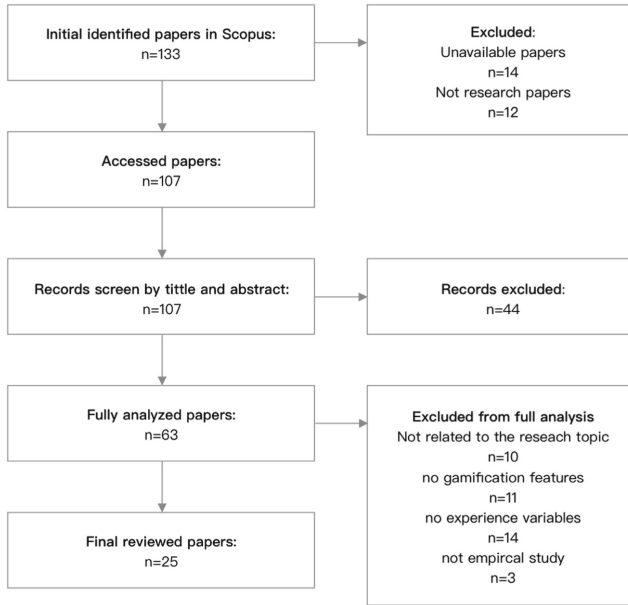 Initial identified papers in Scopus:
n=133
Excluded:
Unavailable papers
n=14
Not research papers
n=12
Accessed papers:
n=107
Records screen by tittle and abstract:
n=107
Records excluded:
n=44
Fully analyzed papers:
n=63
Excluded from full analysis
Not related to the reseach topic
n=10
no gamification features
n=11
no experience variables
n=14
not empircal study
n=3
Final reviewed papers:
n=25